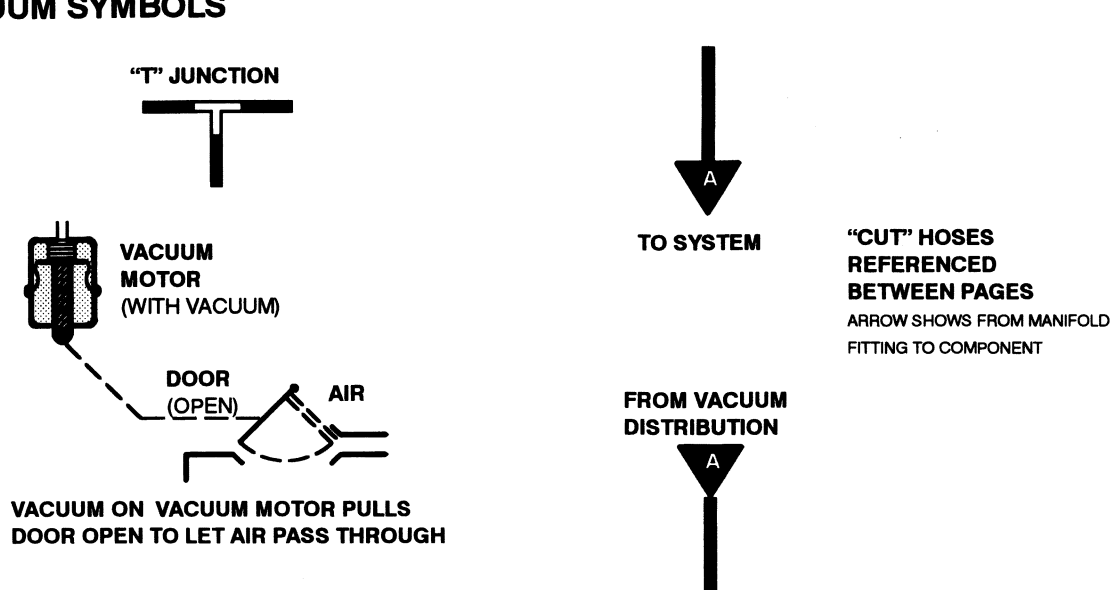 UUM SYMBOLS
“T” JUNCTION
VACUUM
MOTOR
(WITH VACUUM)
DOOR
(OPEN)
AIR
VACUUM ON VACUUM MOTOR PULLS
DOOR OPEN TO LET AIR PASS THROUGH
A
TO SYSTEM
“CUT” HOSES
REFERENCED
BETWEEN PAGES
ARROW SHOWS FROM MANIFOLD
FITTING TO COMPONENT
FROM VACUUM
DISTRIBUTION
A